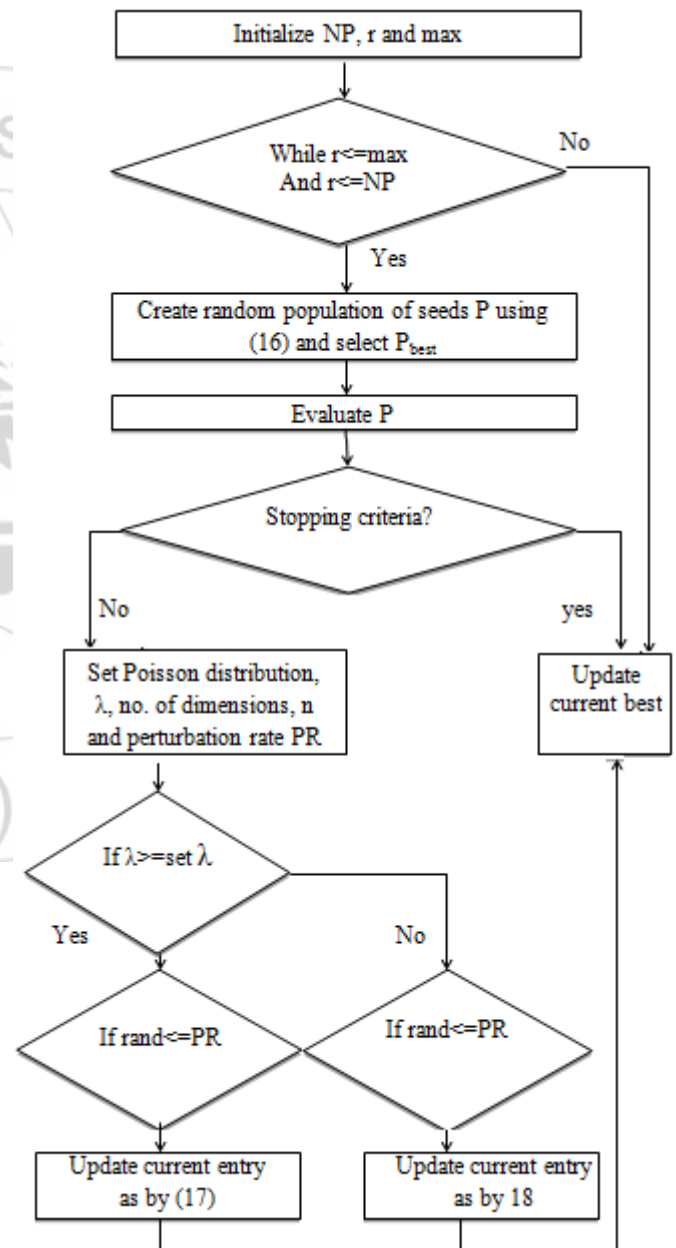 Initialize NP, r and max
While r<=max
And r<=NP
No
Yes
Create random population of seeds P using
(16) and select Pbest
Evaluate P
Stopping criteria?
No
yes
Set Poisson distribution,
λ, no. of dimensions, n
and perturbation rate PR
Update
current best
If λ>=set λ
Yes
No
If rand<=PR
If rand<=PR
Update current entry
as by (17)
Update current entry
as by 18